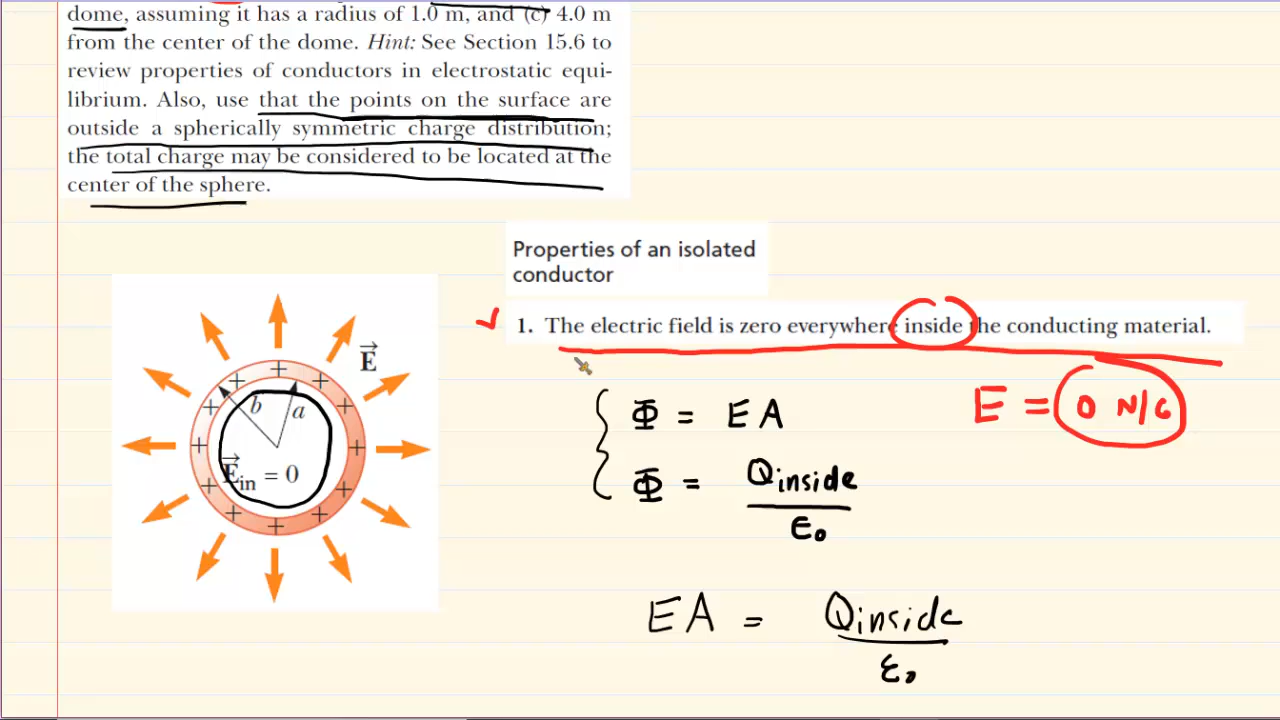 dome, assuming it has a radius of 1.0 m, and (c) 4.0 m
from the center of the dome. Hint: See Section 15.6 to
review properties of conductors in electrostatic equi-
librium. Also, use that the points on the surface are
outside a spherically symmetric charge distribution;
the total charge may be considered to be located at the
center of the sphere.
Properties of an isolated
conductor
1. The electric field is zero everywhere inside the conducting material.
E = 0 N/C
Φ = EA
Φ = Qinside
ε₀
EA = Qinside
ε₀
E⃗
b a
E⃗in = 0